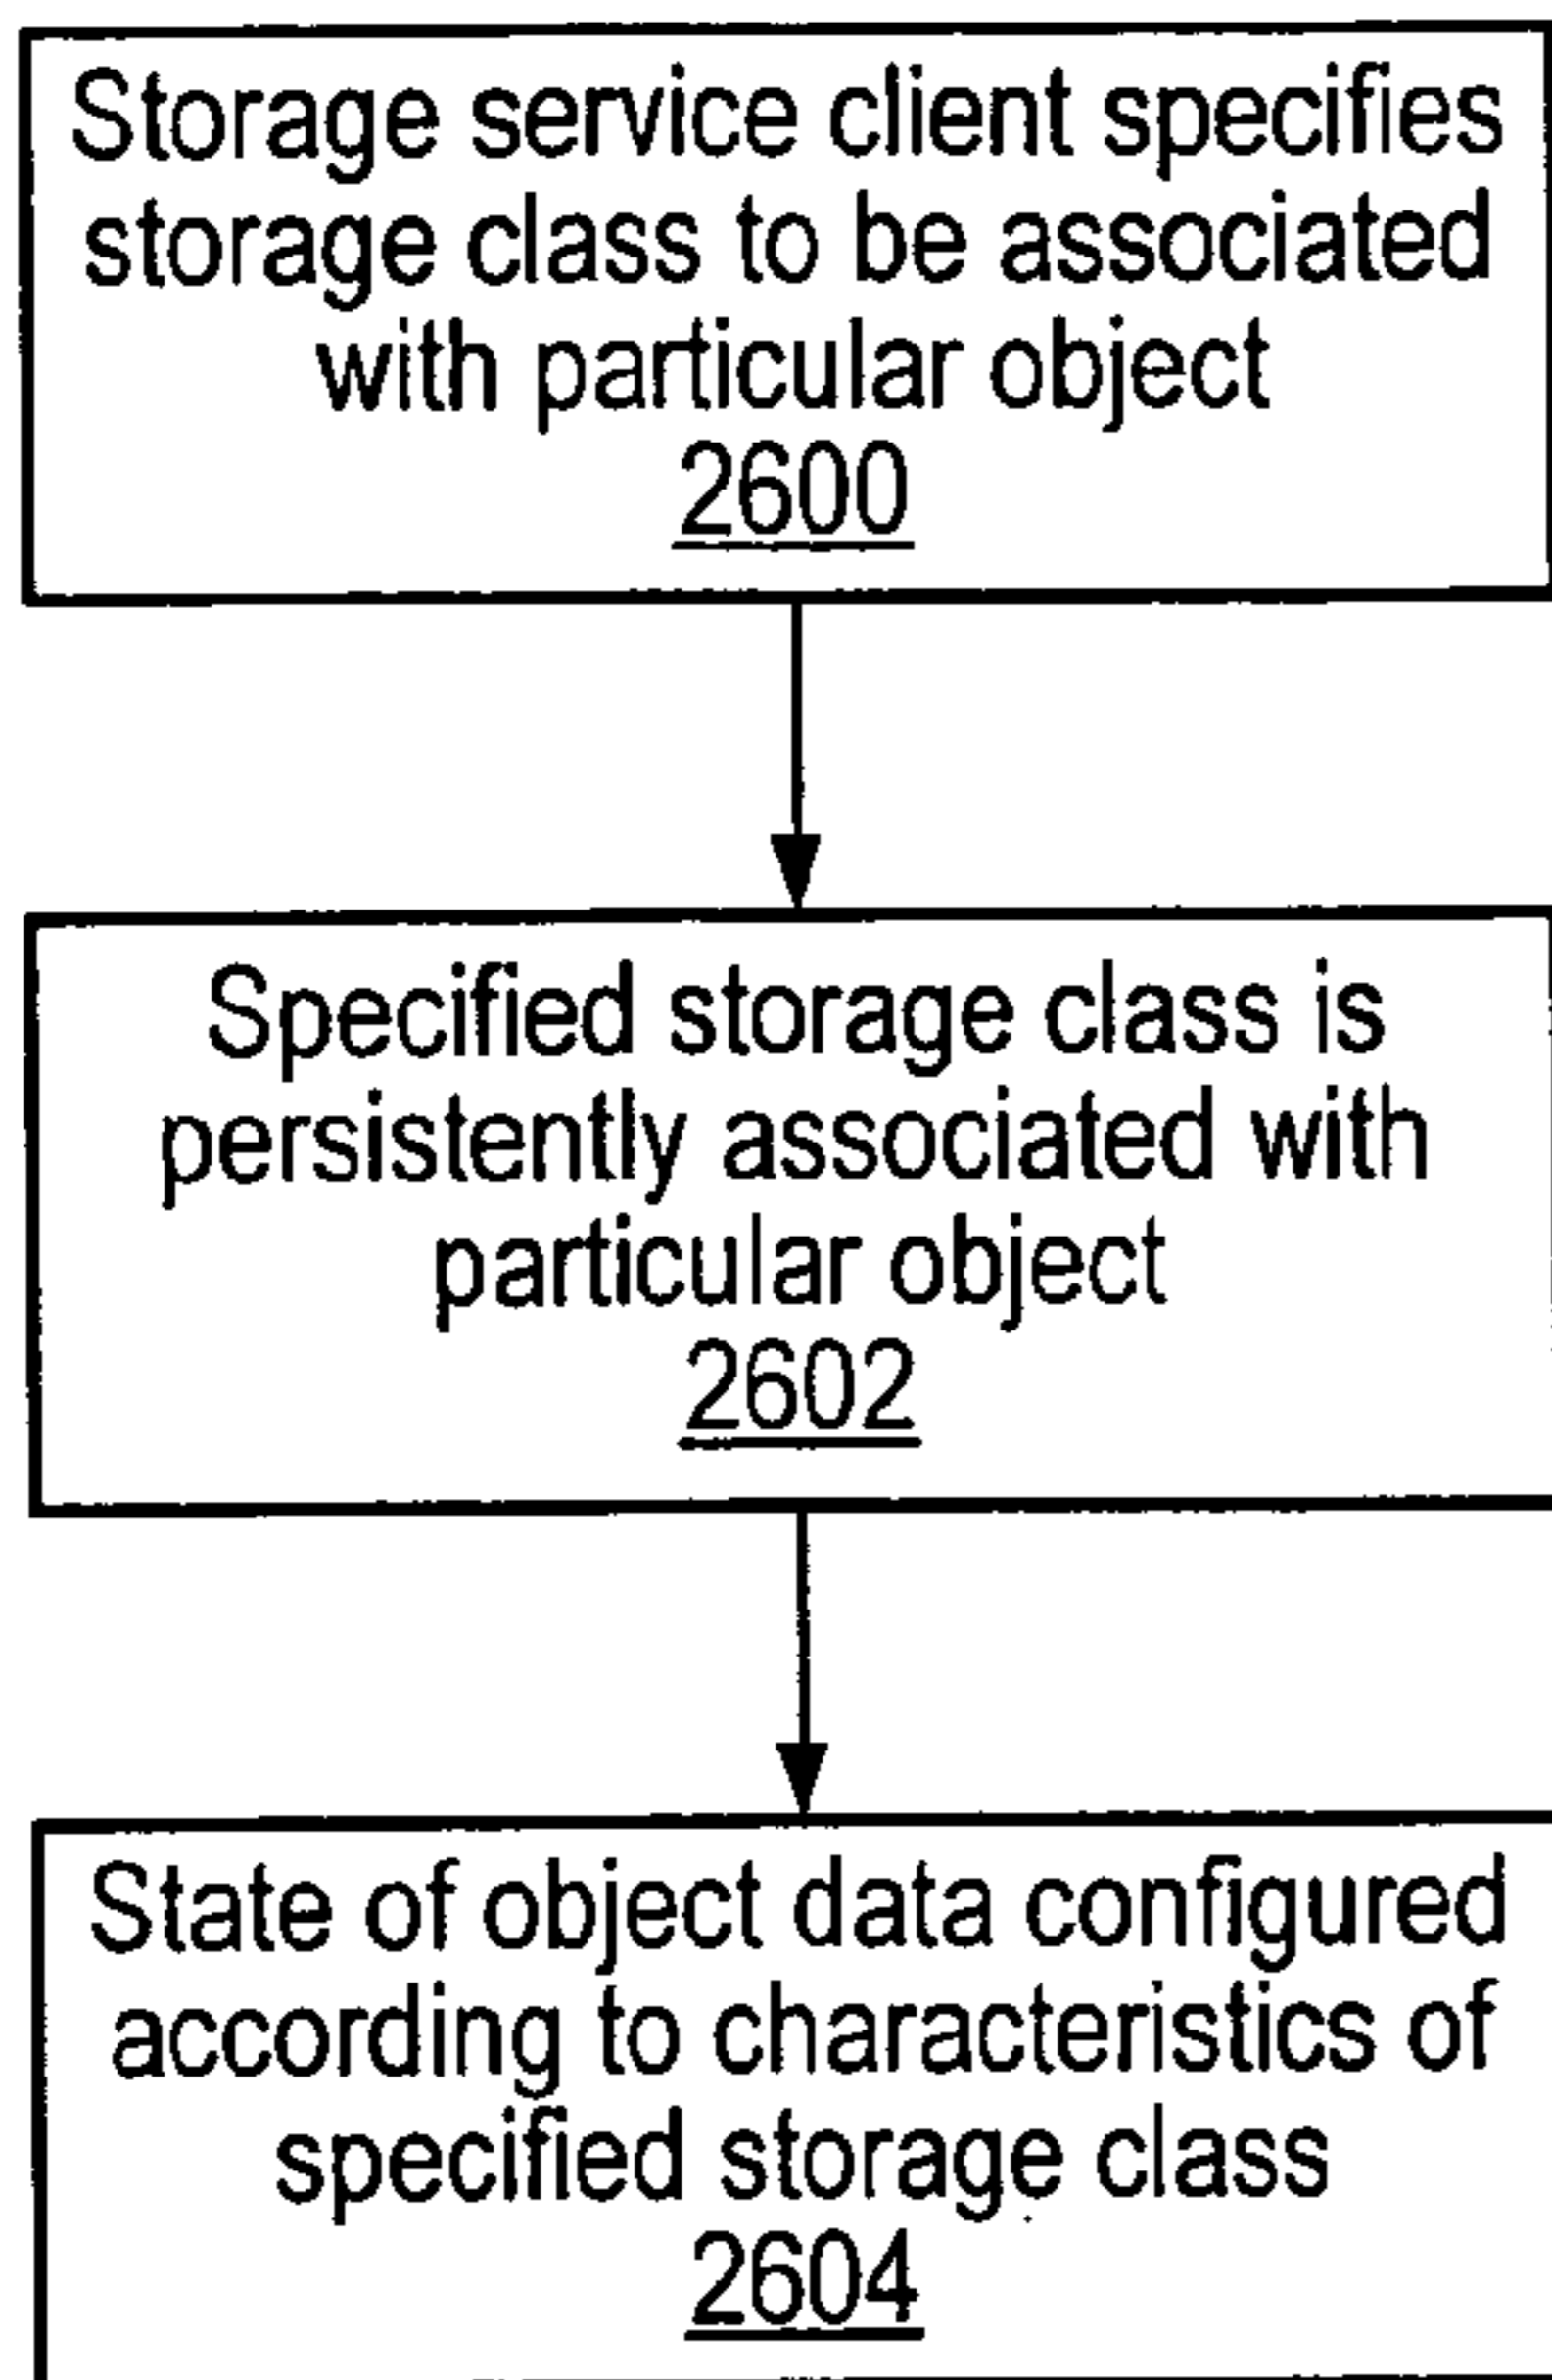 Storage service client specifies
storage class to be associated
with particular object
2600
Specified storage class is
persistently associated with
particular object
2602
State of object data configured
according to characteristics of
specified storage class
2604